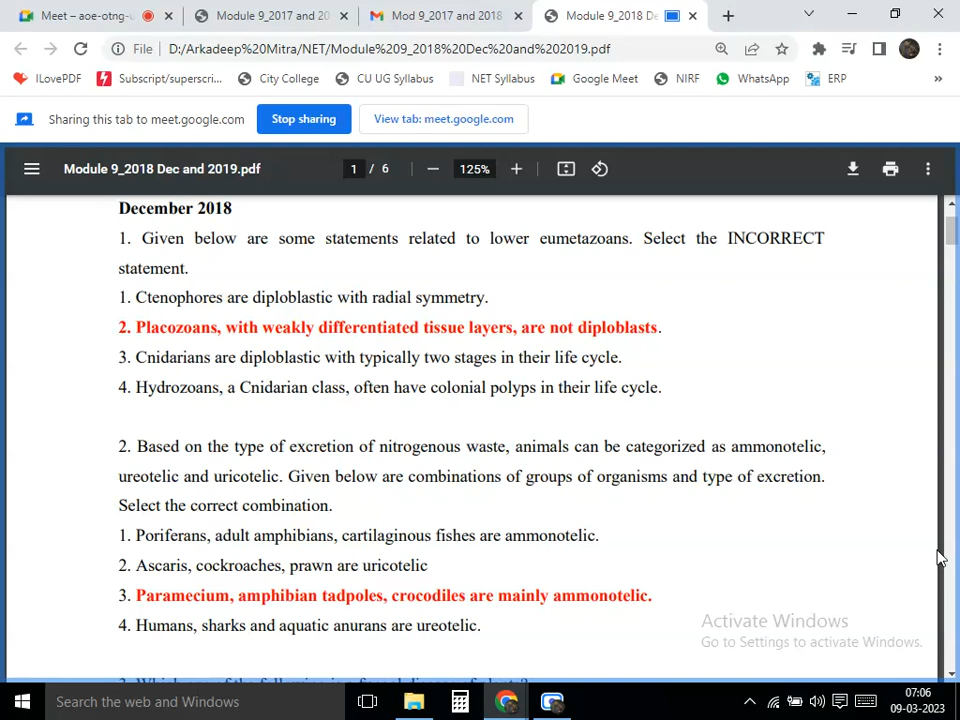 Meet – aoe-otng-u
Module 9_2017 and 20
Mod 9_2017 and 2018
Module 9_2018 De
File
D:/Arkadeep%20Mitra/NET/Module%209_2018%20Dec%20and%202019.pdf
ILovePDF
Subscript/superscri...
City College
CU UG Syllabus
NET Syllabus
Google Meet
NIRF
WhatsApp
ERP
»
Sharing this tab to meet.google.com
Stop sharing
View tab: meet.google.com
Module 9_2018 Dec and 2019.pdf
1 / 6
125%
December 2018
1. Given below are some statements related to lower eumetazoans. Select the INCORRECT
statement.
1. Ctenophores are diploblastic with radial symmetry.
2. Placozoans, with weakly differentiated tissue layers, are not diploblasts.
3. Cnidarians are diploblastic with typically two stages in their life cycle.
4. Hydrozoans, a Cnidarian class, often have colonial polyps in their life cycle.
2. Based on the type of excretion of nitrogenous waste, animals can be categorized as ammonotelic,
ureotelic and uricotelic. Given below are combinations of groups of organisms and type of excretion.
Select the correct combination.
1. Poriferans, adult amphibians, cartilaginous fishes are ammonotelic.
2. Ascaris, cockroaches, prawn are uricotelic
3. Paramecium, amphibian tadpoles, crocodiles are mainly ammonotelic.
4. Humans, sharks and aquatic anurans are ureotelic.
Activate Windows
Go to Settings to activate Windows.
Search the web and Windows
07:06
09-03-2023